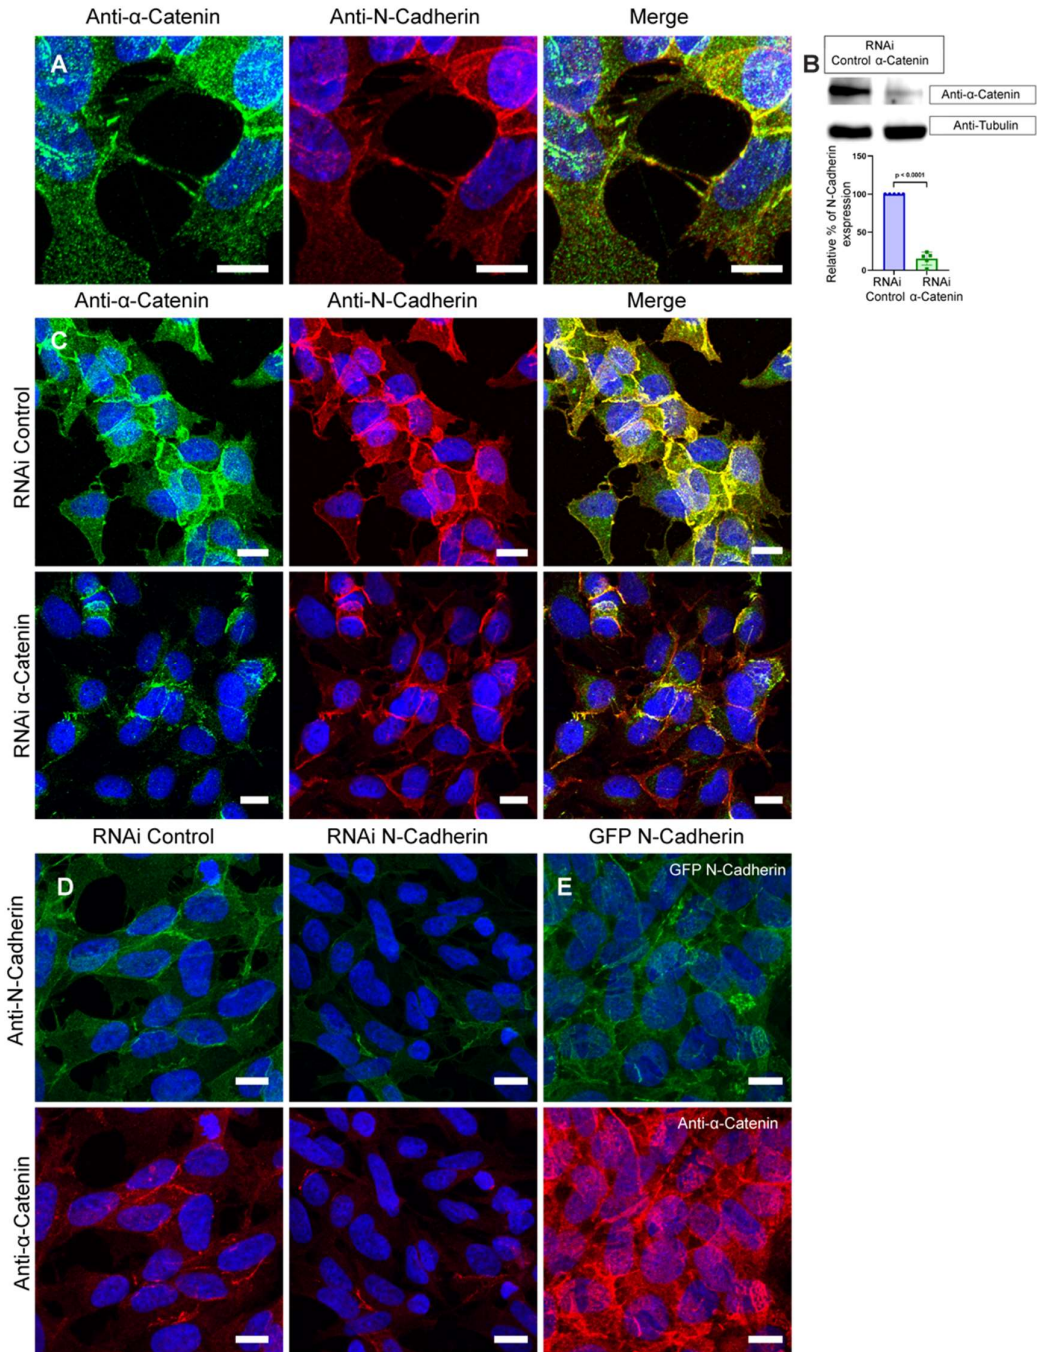 Anti-α-Catenin
Anti-N-Cadherin
Merge
A
B
RNAi
Control α-Catenin
Anti-α-Catenin
Anti-Tubulin
Relative % of N-Cadherin
exspression
150
100
50
0
p < 0.0001
RNAi RNAi
Control α-Catenin
Anti-α-Catenin
Anti-N-Cadherin
Merge
RNAi Control
C
RNAi α-Catenin
RNAi Control
RNAi N-Cadherin
GFP N-Cadherin
Anti-N-Cadherin
D
E
GFP N-Cadherin
Anti-α-Catenin
Anti-α-Catenin